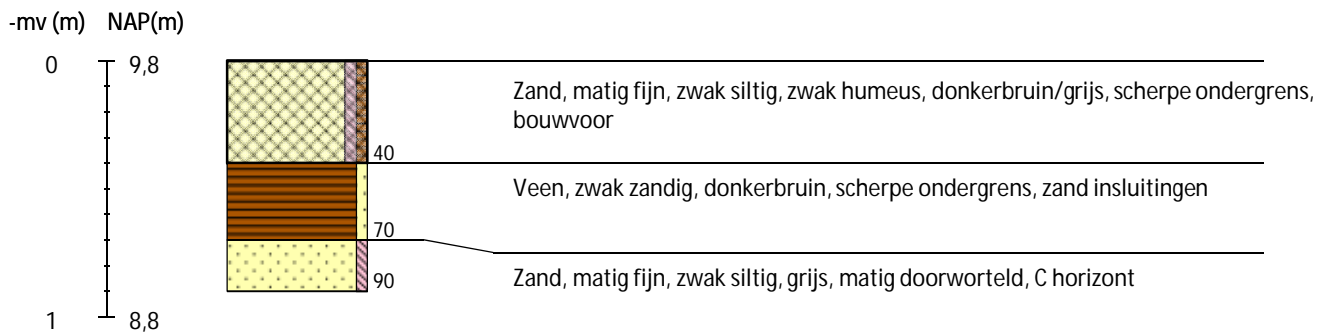 -mv (m) NAP(m)
0 9,8
Zand, matig fijn, zwak siltig, zwak humeus, donkerbruin/grijs, scherpe ondergrens,
bouwvoor
40
Veen, zwak zandig, donkerbruin, scherpe ondergrens, zand insluitingen
70
Zand, matig fijn, zwak siltig, grijs, matig doorworteld, C horizont
90
1 8,8